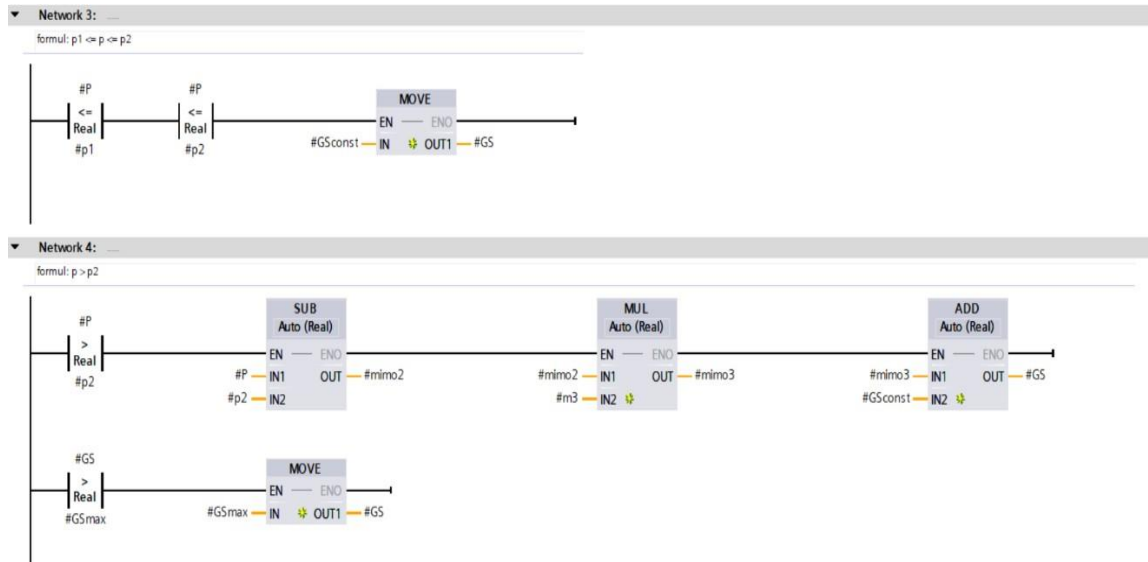 Network 3: ....
formul: p1 <= p <= p2
#P #P
<= <= MOVE
Real Real EN ENO
#p1 #p2 #GSconst IN OUT1 #GS
Network 4: ....
formul: p > p2
SUB MUL ADD
#P Auto (Real) Auto (Real) Auto (Real)
> EN ENO EN ENO EN ENO
Real #P IN1 OUT #mimo2 #mimo2 IN1 OUT #mimo3 #mimo3 IN1 OUT #GS
#p2 #p2 IN2 #m3 IN2 #GSconst IN2
#GS MOVE
> EN ENO
Real #GSmax IN OUT1 #GS
#GSmax